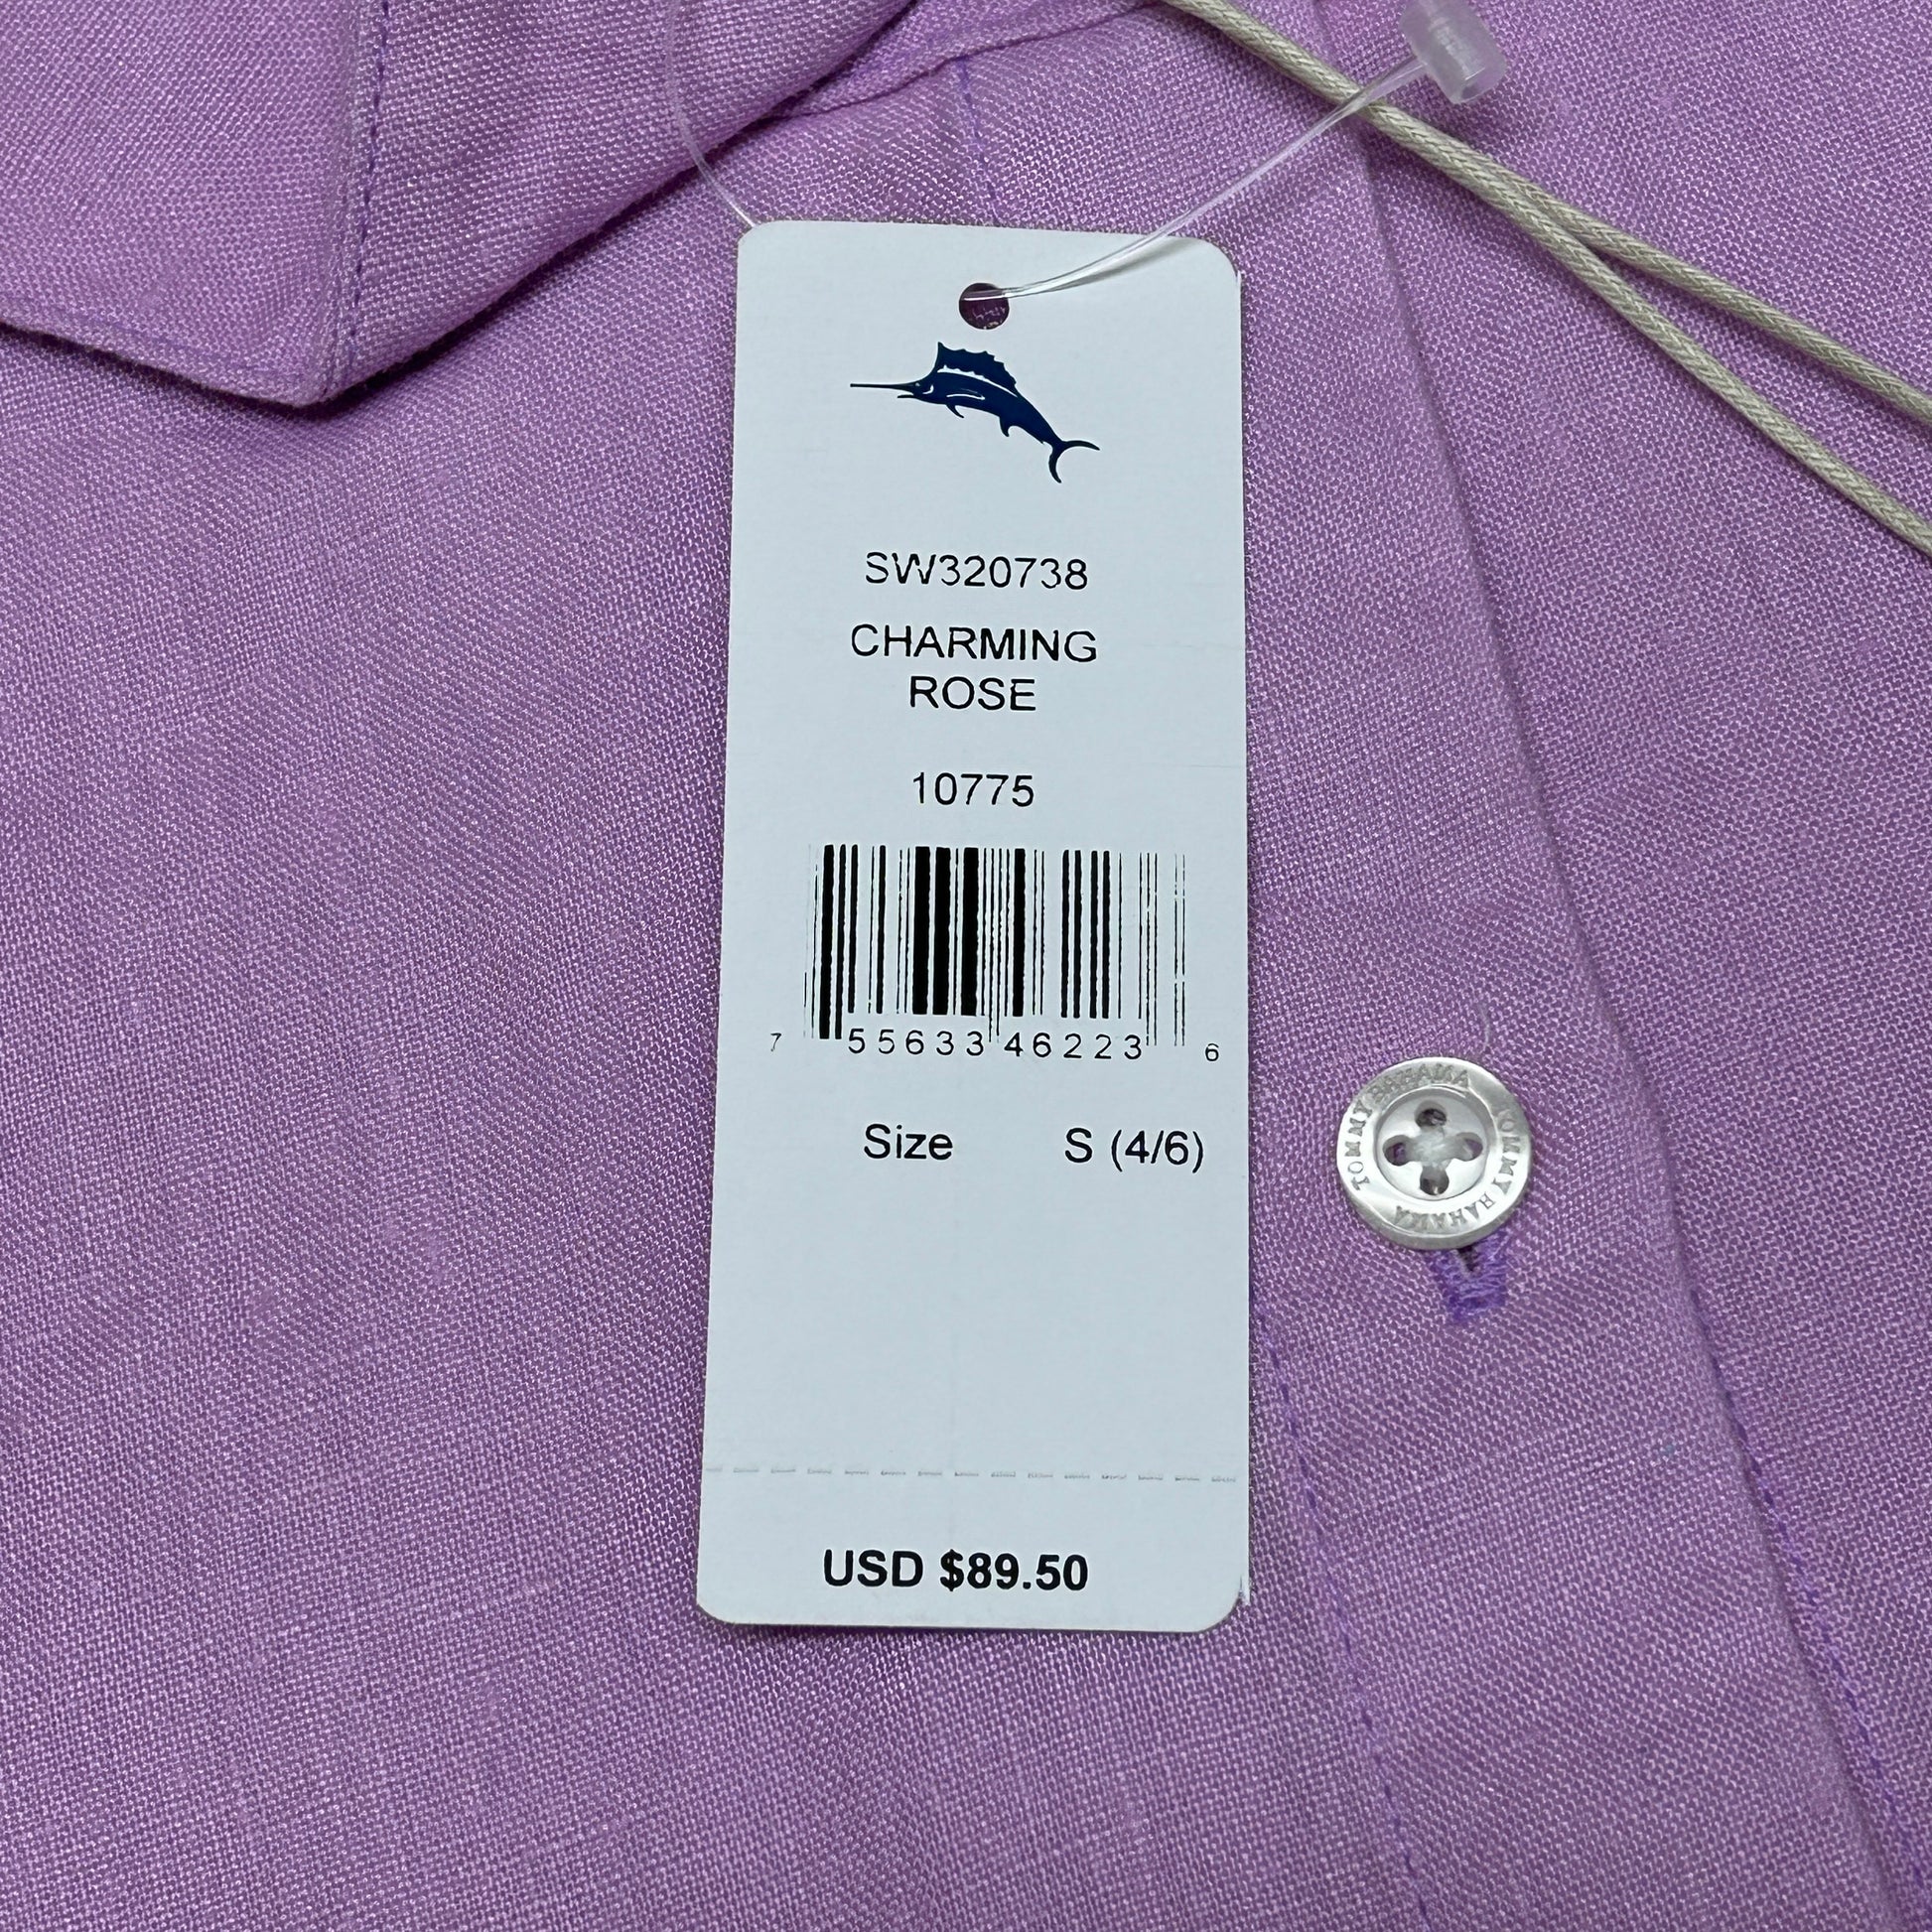 SW320738
CHARMING
ROSE
10775
7 55633 46223 6
Size S (4/6)
USD $89.50
TOMMY BAHAMA TOMMY BAHAMA